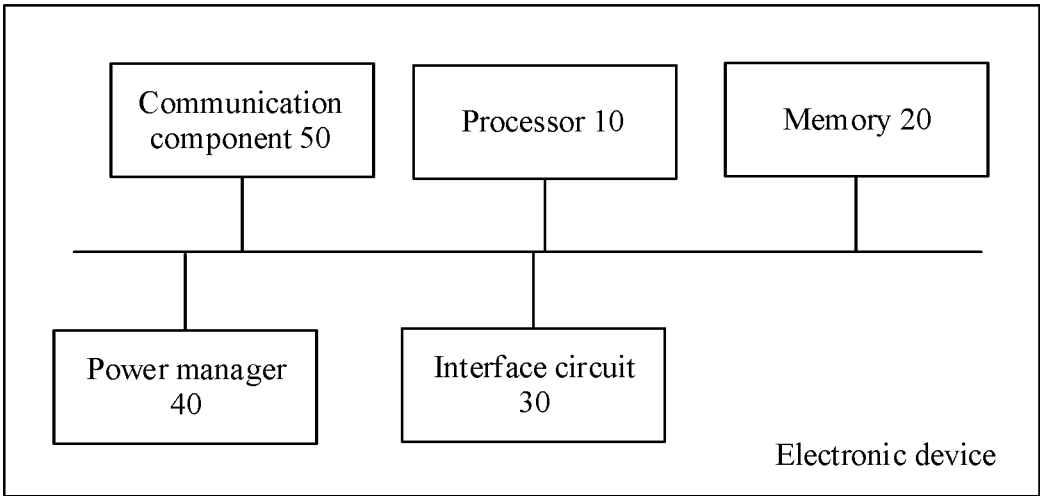 Communication
component 50
Processor 10
Memory 20
Power manager
40
Interface circuit
30
Electronic device